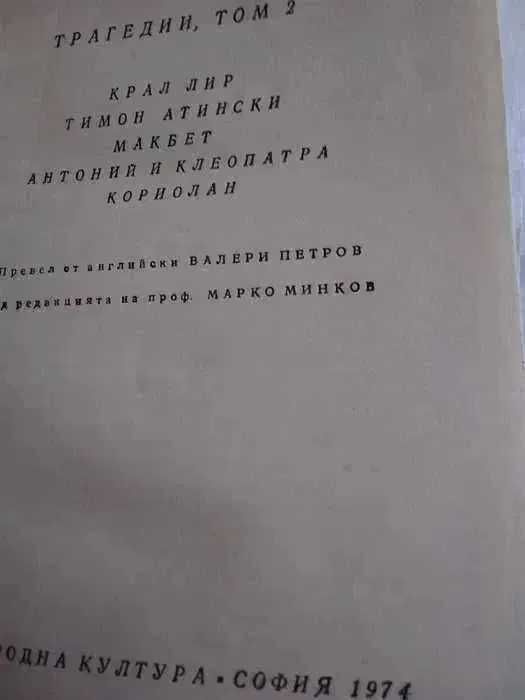 ТРАГЕДИИ, ТОМ 2
КРАЛ ЛИР
ТИМОН АТИНСКИ
МАКБЕТ
АНТОНИЙ И КЛЕОПАТРА
КОРИОЛАН
Превел от английски ВАЛЕРИ ПЕТРОВ
редакцията на проф. МАРКО МИНКОВ
РОДНА КУЛТУРА • СОФИЯ 1974